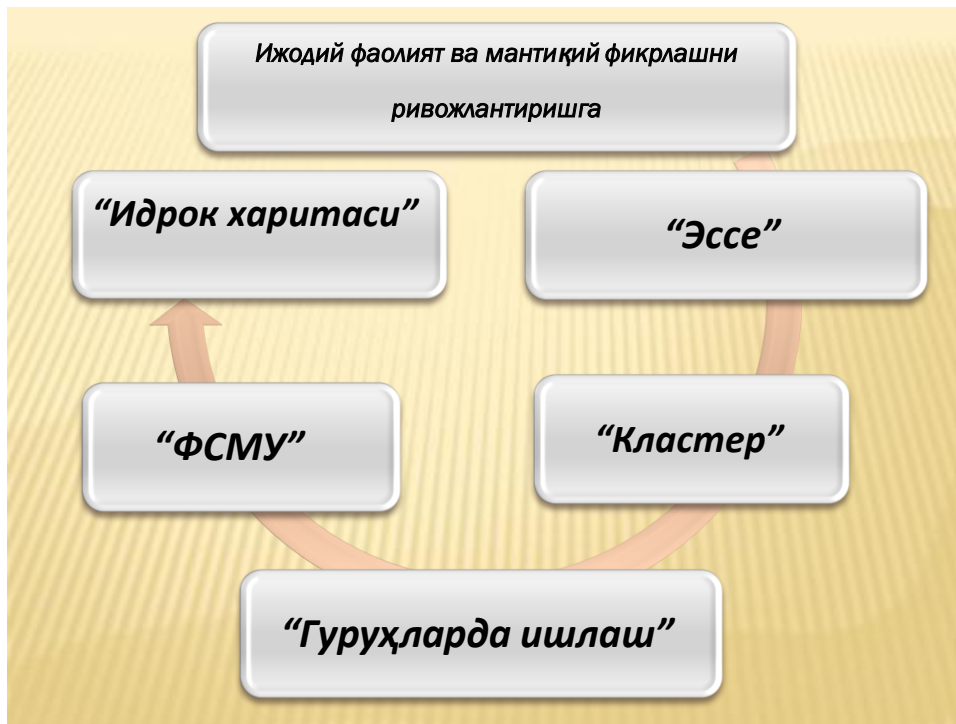 Ижодий фаолият ва мантиқий фикрлашни
ривожлантиришга
“Идрок харитаси”
“Эссе”
“ФСМУ”
“Кластер”
“Гуруҳларда ишлаш”